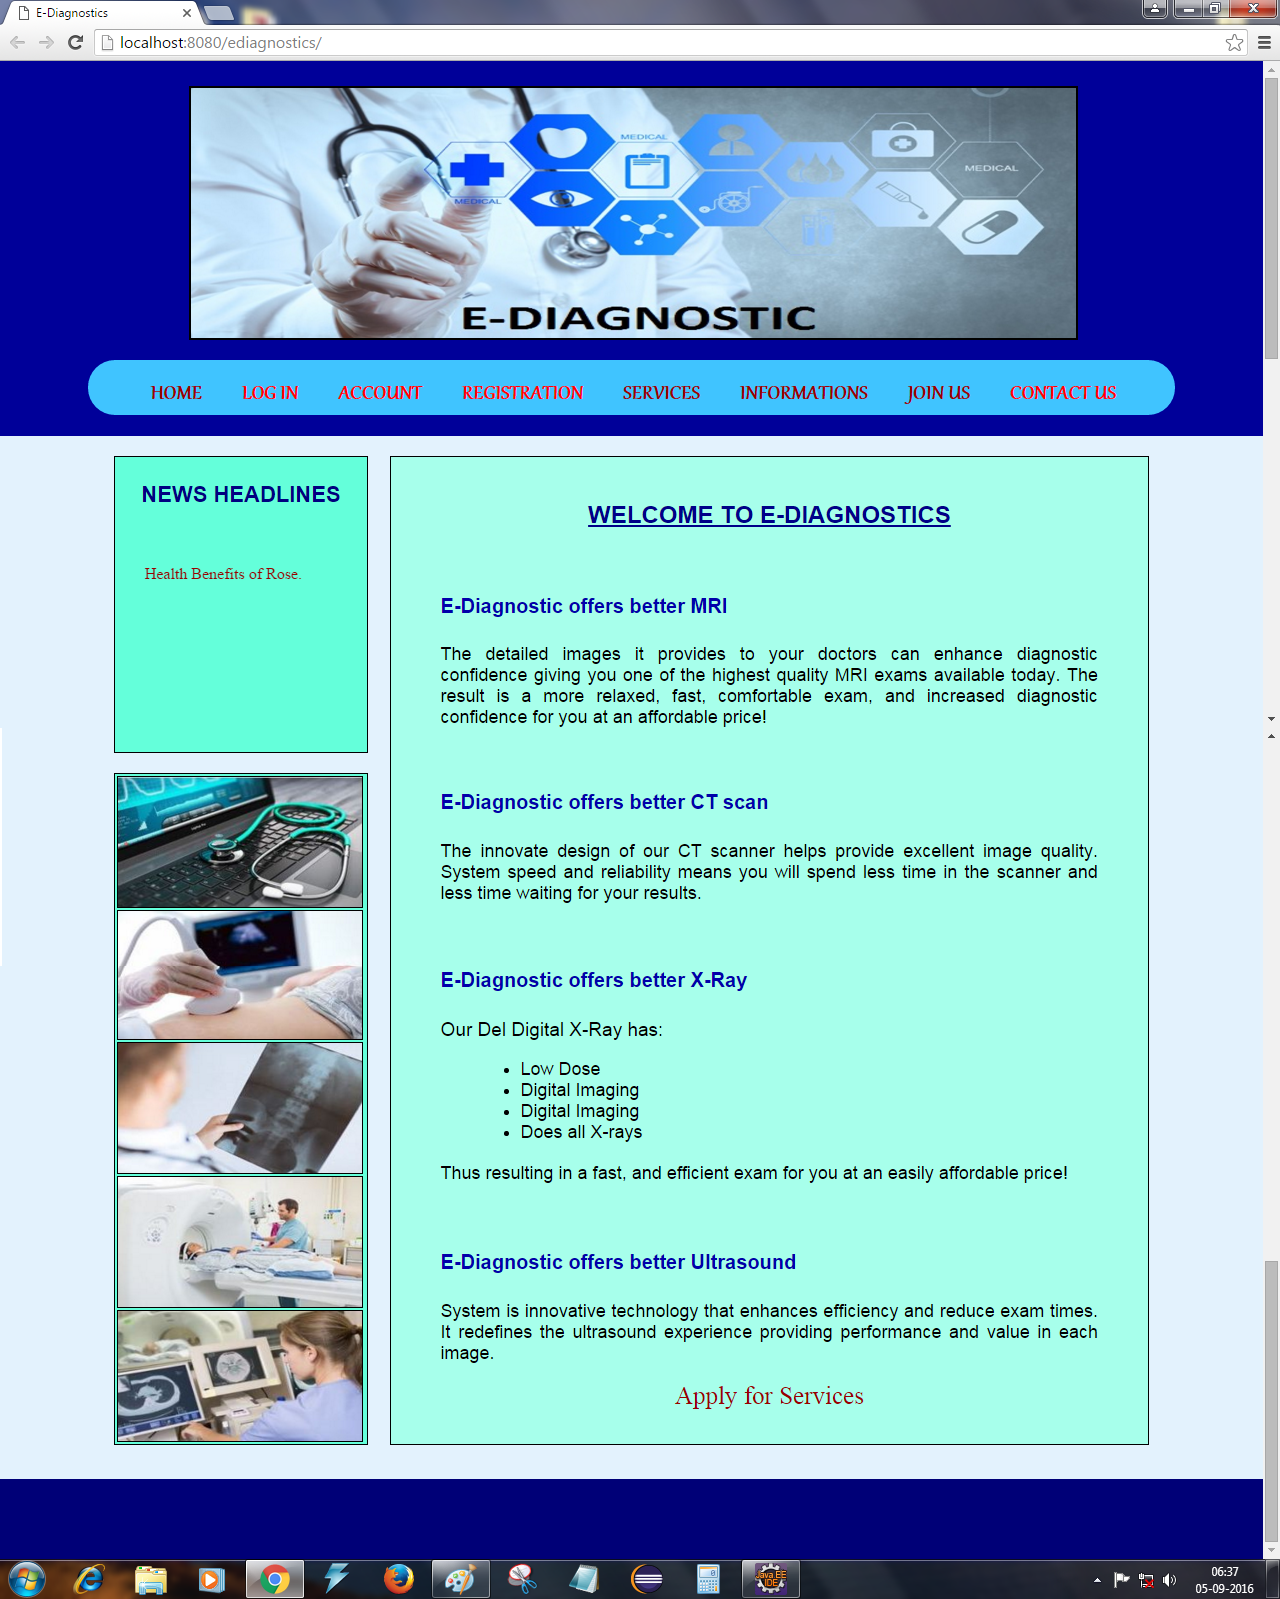 E-Diagnostics
localhost:8080/ediagnostics/
MEDICAL
MEDICAL
MEDICAL
E-DIAGNOSTIC
HOME LOG IN ACCOUNT REGISTRATION SERVICES INFORMATIONS JOIN US CONTACT US
NEWS HEADLINES
Health Benefits of Rose.
WELCOME TO E-DIAGNOSTICS
E-Diagnostic offers better MRI
The detailed images it provides to your doctors can enhance diagnostic
confidence giving you one of the highest quality MRI exams available today. The
result is a more relaxed, fast, comfortable exam, and increased diagnostic
confidence for you at an affordable price!
E-Diagnostic offers better CT scan
The innovate design of our CT scanner helps provide excellent image quality.
System speed and reliability means you will spend less time in the scanner and
less time waiting for your results.
E-Diagnostic offers better X-Ray
Our Del Digital X-Ray has:
• Low Dose
• Digital Imaging
• Digital Imaging
• Does all X-rays
Thus resulting in a fast, and efficient exam for you at an easily affordable price!
E-Diagnostic offers better Ultrasound
System is innovative technology that enhances efficiency and reduce exam times.
It redefines the ultrasound experience providing performance and value in each
image.
Apply for Services
Java EE
IDE
06:37
05-09-2016